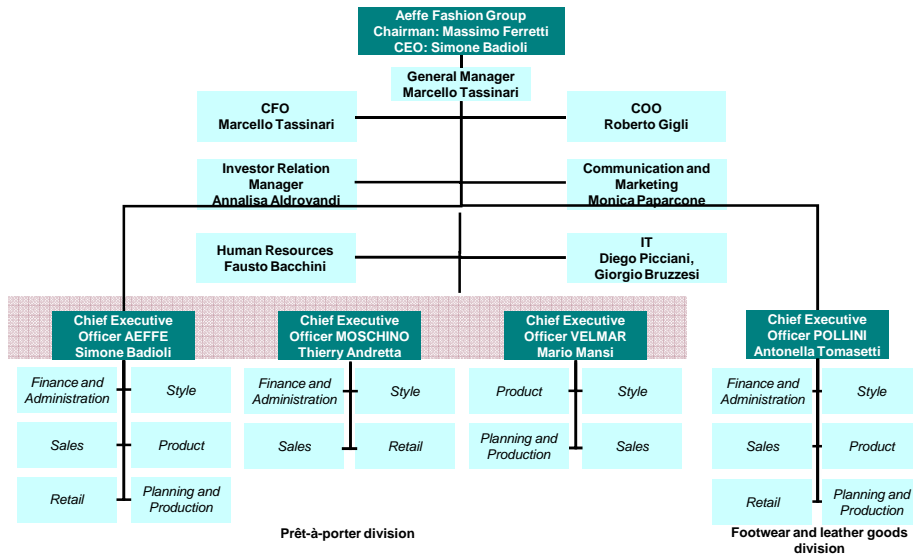 Aeffe Fashion Group
Chairman: Massimo Ferretti
CEO: Simone Badioli
General Manager
Marcello Tassinari
CFO
Marcello Tassinari
COO
Roberto Gigli
Investor Relation
Manager
Annalisa Aldrovandi
Communication and
Marketing
Monica Paparcone
Human Resources
Fausto Bacchini
IT
Diego Picciani,
Giorgio Bruzzesi
Chief Executive
Officer AEFFE
Simone Badioli
Chief Executive
Officer MOSCHINO
Thierry Andretta
Chief Executive
Officer VELMAR
Mario Mansi
Chief Executive
Officer POLLINI
Antonella Tomasetti
Finance and
Administration
Style
Sales
Product
Retail
Planning and
Production
Finance and
Administration
Style
Sales
Retail
Product
Style
Planning and
Production
Sales
Finance and
Administration
Style
Sales
Product
Retail
Planning and
Production
Prêt-à-porter division
Footwear and leather goods
division